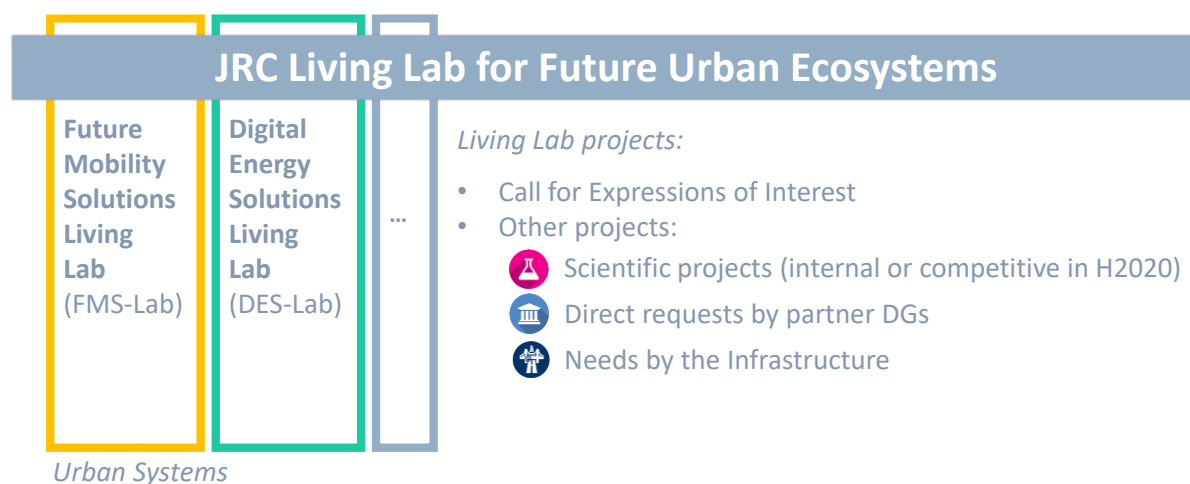 JRC Living Lab for Future Urban Ecosystems
Future
Mobility
Solutions
Living
Lab
(FMS-Lab)
Digital
Energy
Solutions
Living
Lab
(DES-Lab)
...
Living Lab projects:
• Call for Expressions of Interest
• Other projects:
Scientific projects (internal or competitive in H2020)
Direct requests by partner DGs
Needs by the Infrastructure
Urban Systems